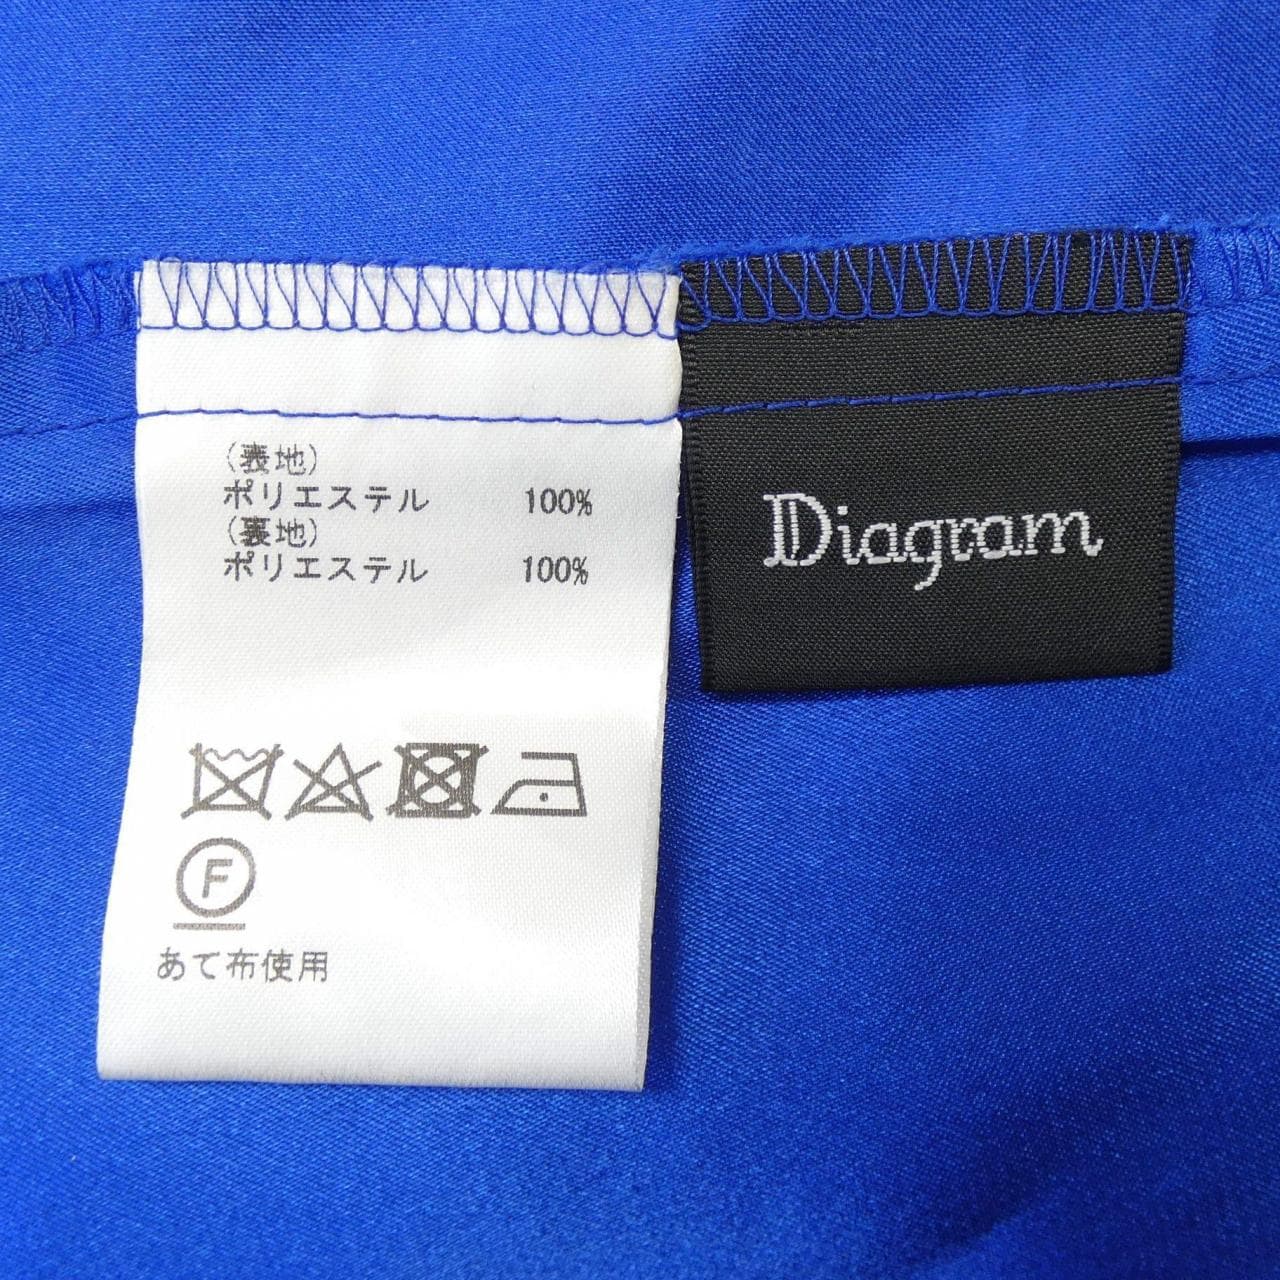 (表地)
ポリエステル 100%
(裏地)
ポリエステル 100%
F
あて布使用
Diagram